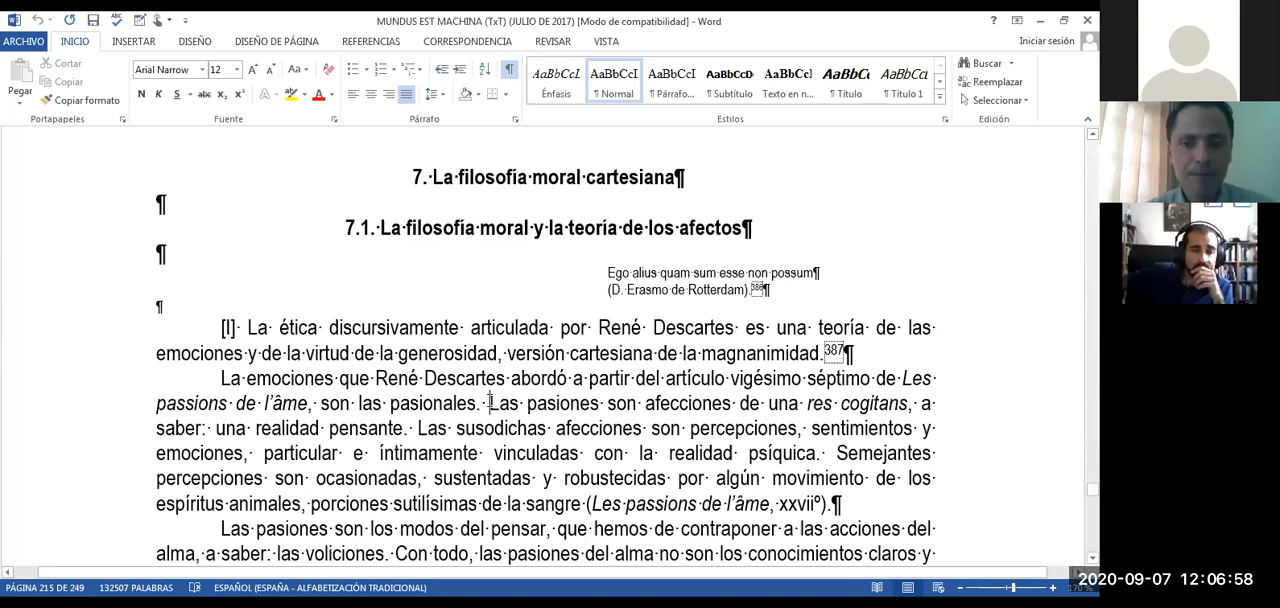 MUNDUS EST MACHINA (TxT) (JULIO DE 2017) [Modo de compatibilidad] - Word
ARCHIVO INICIO INSERTAR DISEÑO DISEÑO DE PÁGINA REFERENCIAS CORRESPONDENCIA REVISAR VISTA Iniciar sesión
Pegar
Cortar
Copiar
Copiar formato
Arial Narrow 12
N K S abc x₂ x²
AaBbCcI AaBbCcI AaBbCcI AaBbCcD AaBbCcI AaBbC AaBbCc
Énfasis ¶ Normal ¶ Párrafo... ¶ Subtítulo Texto en n... ¶ Título ¶ Título 1
Buscar
Reemplazar
Seleccionar
Portapapeles Fuente Párrafo Estilos Edición
7.·La·filosofía·moral·cartesiana¶
¶
7.1.·La·filosofía·moral·y·la·teoría·de·los·afectos¶
¶
Ego·alius·quam·sum·esse·non·possum¶
(D.·Erasmo·de·Rotterdam).386¶
¶
[I]· La· ética· discursivamente· articulada· por· René· Descartes· es· una· teoría· de· las·
emociones·y·de·la·virtud·de·la·generosidad,·versión·cartesiana·de·la·magnanimidad.387¶
La·emociones·que·René·Descartes·abordó·a·partir·del·artículo·vigésimo·séptimo·de·Les·
passions· de· l'âme,· son· las· pasionales.· ·Las· pasiones· son· afecciones· de· una· res· cogitans,· a·
saber:· una· realidad· pensante.· Las· susodichas· afecciones· son· percepciones,· sentimientos· y·
emociones,· particular· e· íntimamente· vinculadas· con· la· realidad· psíquica.· Semejantes·
percepciones· son· ocasionadas,· sustentadas· y· robustecidas· por· algún· movimiento· de· los·
espíritus·animales,·porciones·sutilísimas·de·la·sangre·(Les·passions·de·l'âme,·xxviiº).¶
Las·pasiones·son·los·modos·del·pensar,·que·hemos·de·contraponer·a·las·acciones·del·
alma,·a·saber:·las·voliciones.·Con·todo,·las·pasiones·del·alma·no·son·los·conocimientos·claros·y·
PÁGINA 215 DE 249 132507 PALABRAS ESPAÑOL (ESPAÑA - ALFABETIZACIÓN TRADICIONAL) 170 %
2020-09-07 12:06:58